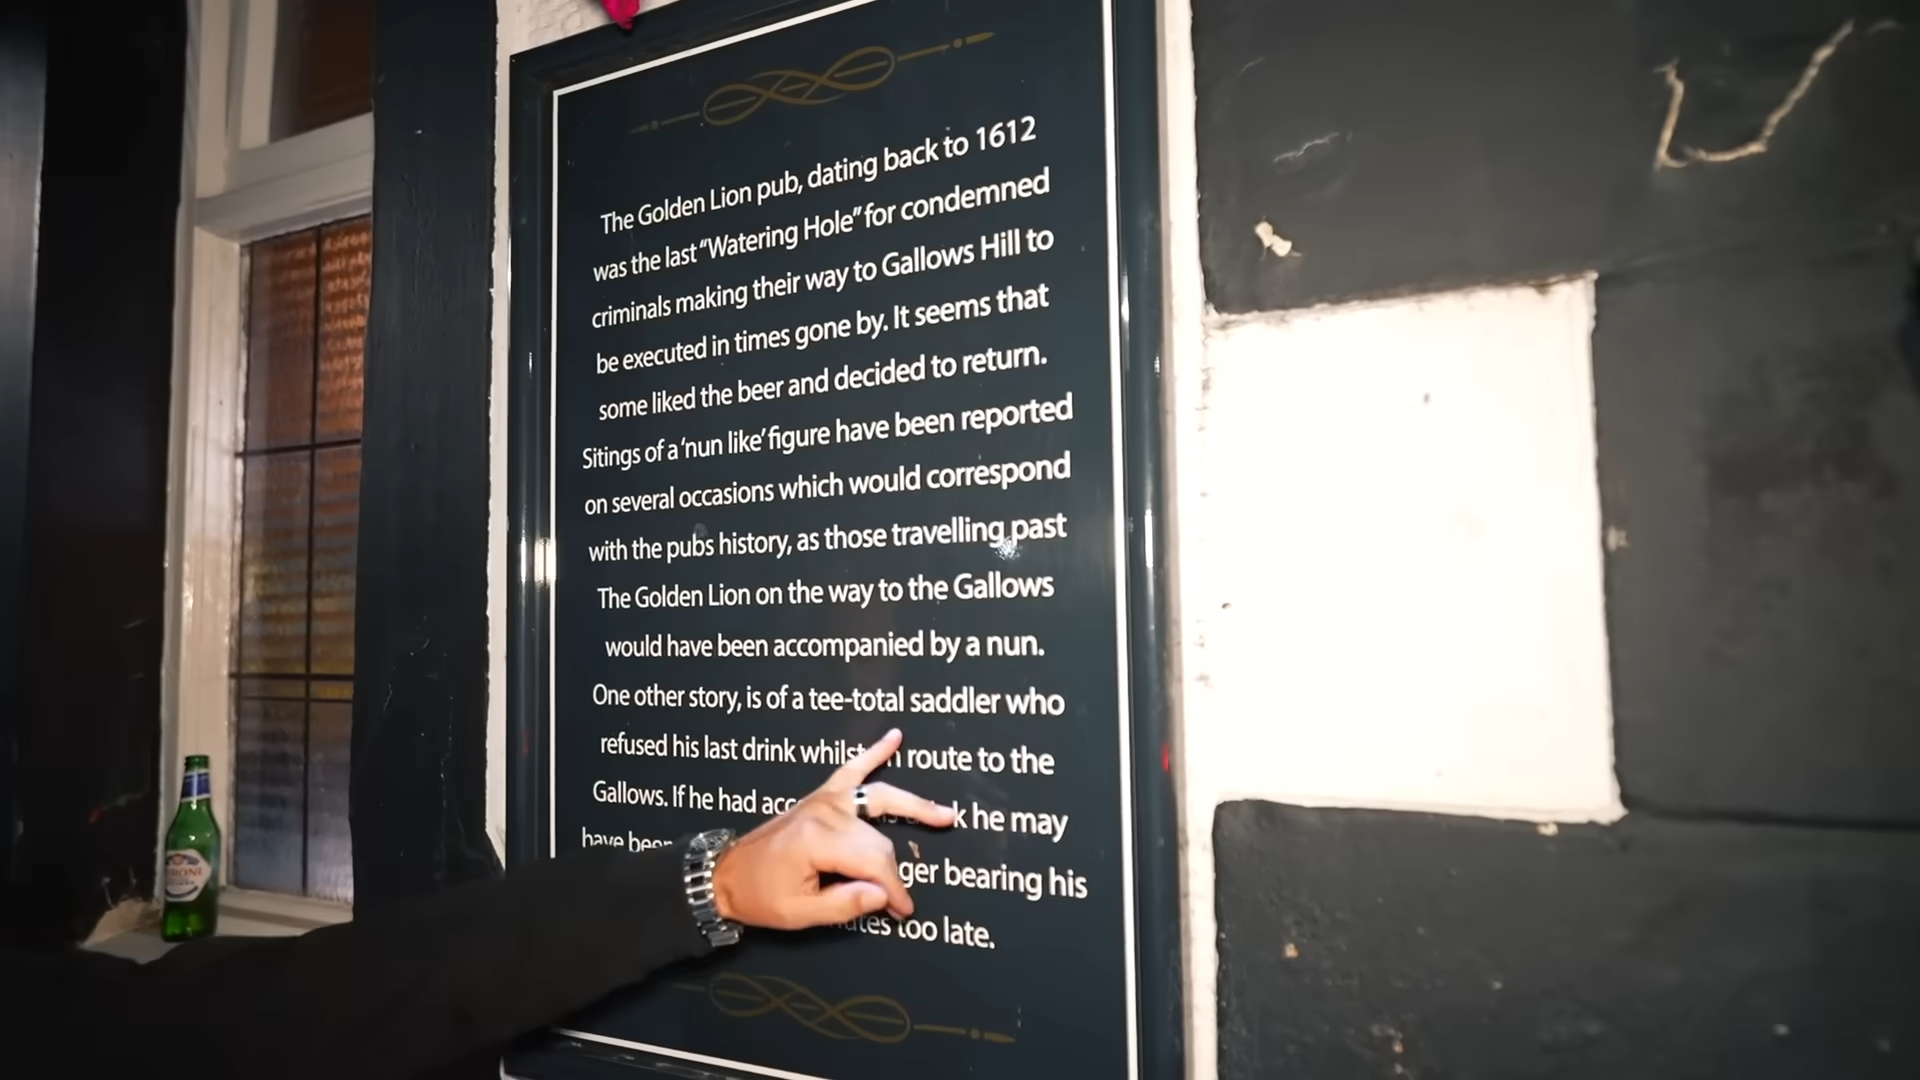 The Golden Lion pub, dating back to 1612
was the last “Watering Hole” for condemned
criminals making their way to Gallows Hill to
be executed in times gone by. It seems that
some liked the beer and decided to return.
Sitings of a ‘nun like’ figure have been reported
on several occasions which would correspond
with the pubs history, as those travelling past
The Golden Lion on the way to the Gallows
would have been accompanied by a nun.
One other story, is of a tee-total saddler who
refused his last drink whilst route to the
Gallows. If he had he may
have been bearing his
too late.